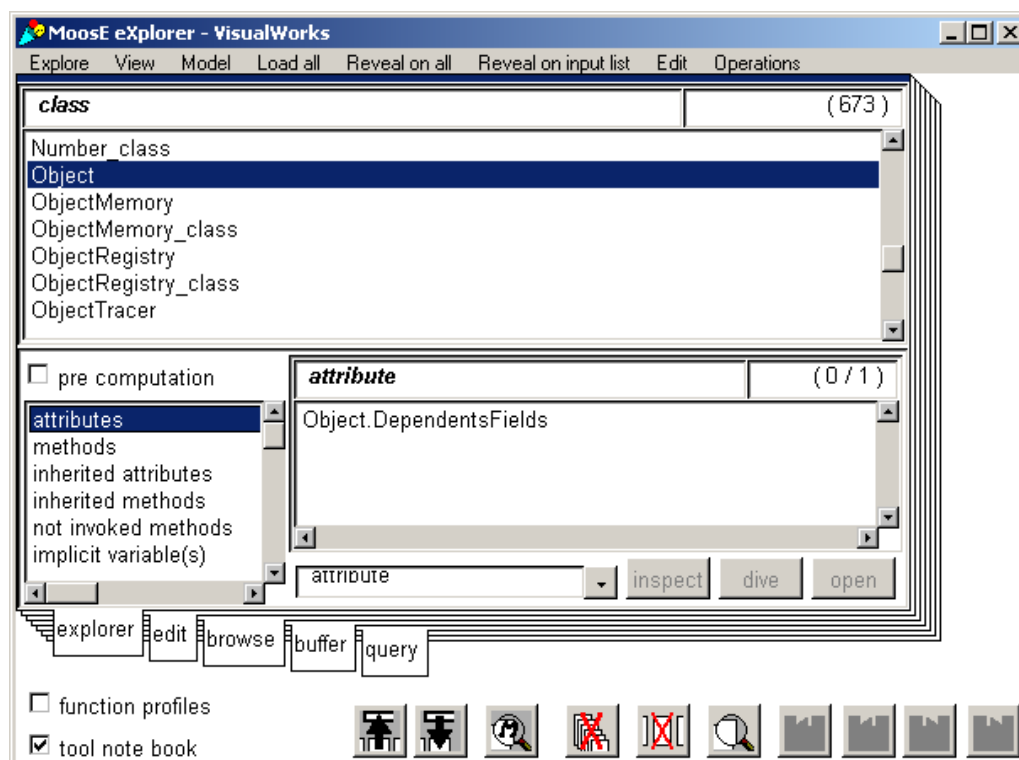 MoosE eXplorer - VisualWorks
Explore View Model Load all Reveal on all Reveal on input list Edit Operations
class (673)
Number_class
Object
ObjectMemory
ObjectMemory_class
ObjectRegistry
ObjectRegistry_class
ObjectTracer
pre computation
attribute (0/1)
attributes
methods
inherited attributes
inherited methods
not invoked methods
implicit variable(s)
Object.DependentsFields
attribute
inspect dive open
explorer edit browse buffer query
function profiles
tool note book